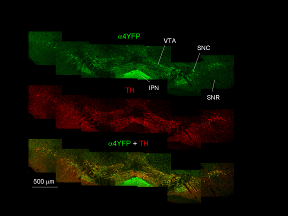 α4YFP
VTA
SNC
IPN
SNR
TH
α4YFP + TH
500 μm